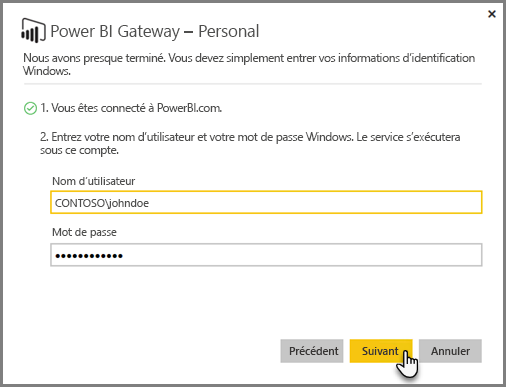 Power BI Gateway – Personal
Nous avons presque terminé. Vous devez simplement entrer vos informations d'identification
Windows.
1. Vous êtes connecté à PowerBI.com.
2. Entrez votre nom d'utilisateur et votre mot de passe Windows. Le service s'exécutera
sous ce compte.
Nom d'utilisateur
CONTOSO\johndoe
Mot de passe
••••••••••••
Précédent Suivant Annuler